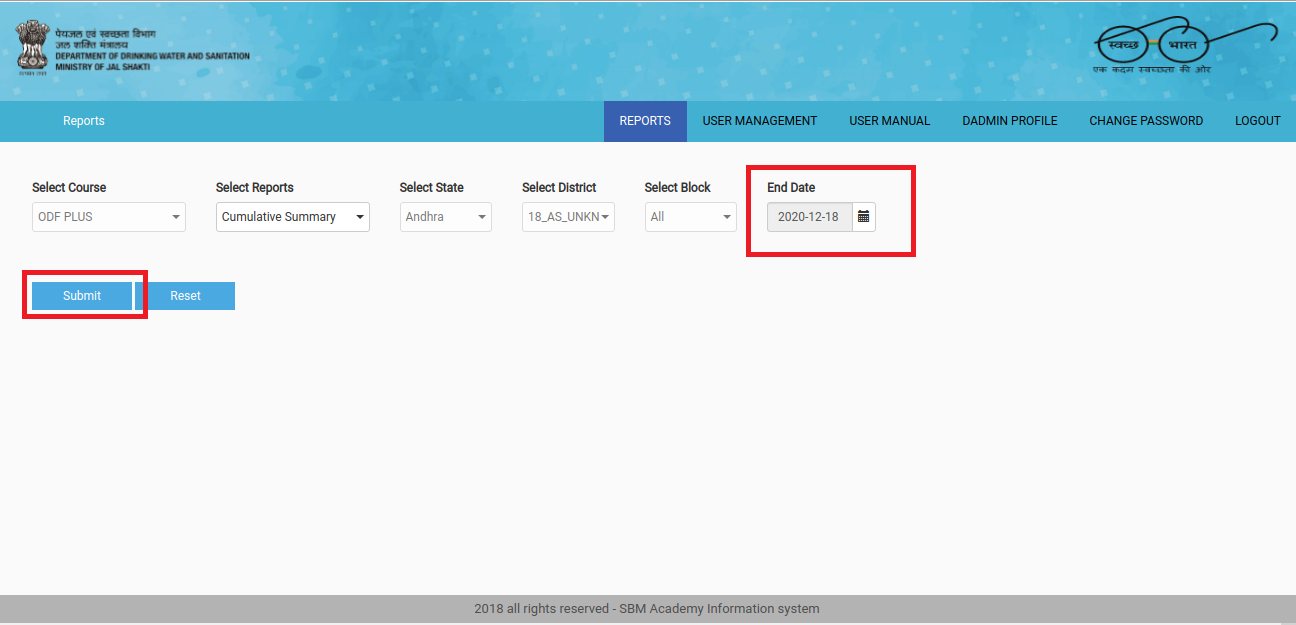 पेयजल एवं स्वच्छता विभाग
जल शक्ति मंत्रालय
DEPARTMENT OF DRINKING WATER AND SANITATION
MINISTRY OF JAL SHAKTI
स्वच्छ भारत
एक कदम स्वच्छता की ओर
Reports REPORTS USER MANAGEMENT USER MANUAL DADMIN PROFILE CHANGE PASSWORD LOGOUT
Select Course Select Reports Select State Select District Select Block End Date
ODF PLUS Cumulative Summary Andhra 18_AS_UNKN All 2020-12-18
Submit Reset
2018 all rights reserved - SBM Academy Information system